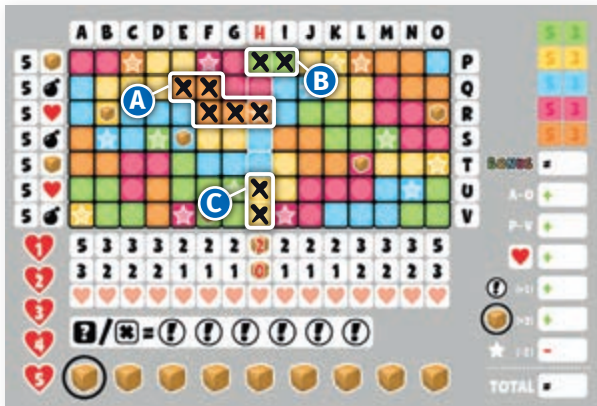 A B C D E F G H I J K L M N O
5 P
5 Q
5 R
5 S
5 T
5 U
5 V
A
B
C
5 3
5 3
5 3
5 3
5 3
BONUS =
A-O +
P-V +
+
! (+1) +
(+2) +
(-2) -
TOTAL =
1 5 3 3 3 2 2 2 2 2 2 2 3 3 3 5
2 3 2 2 2 1 1 1 0 1 1 1 2 2 2 3
3
4 ? / = ! ! ! ! ! !
5